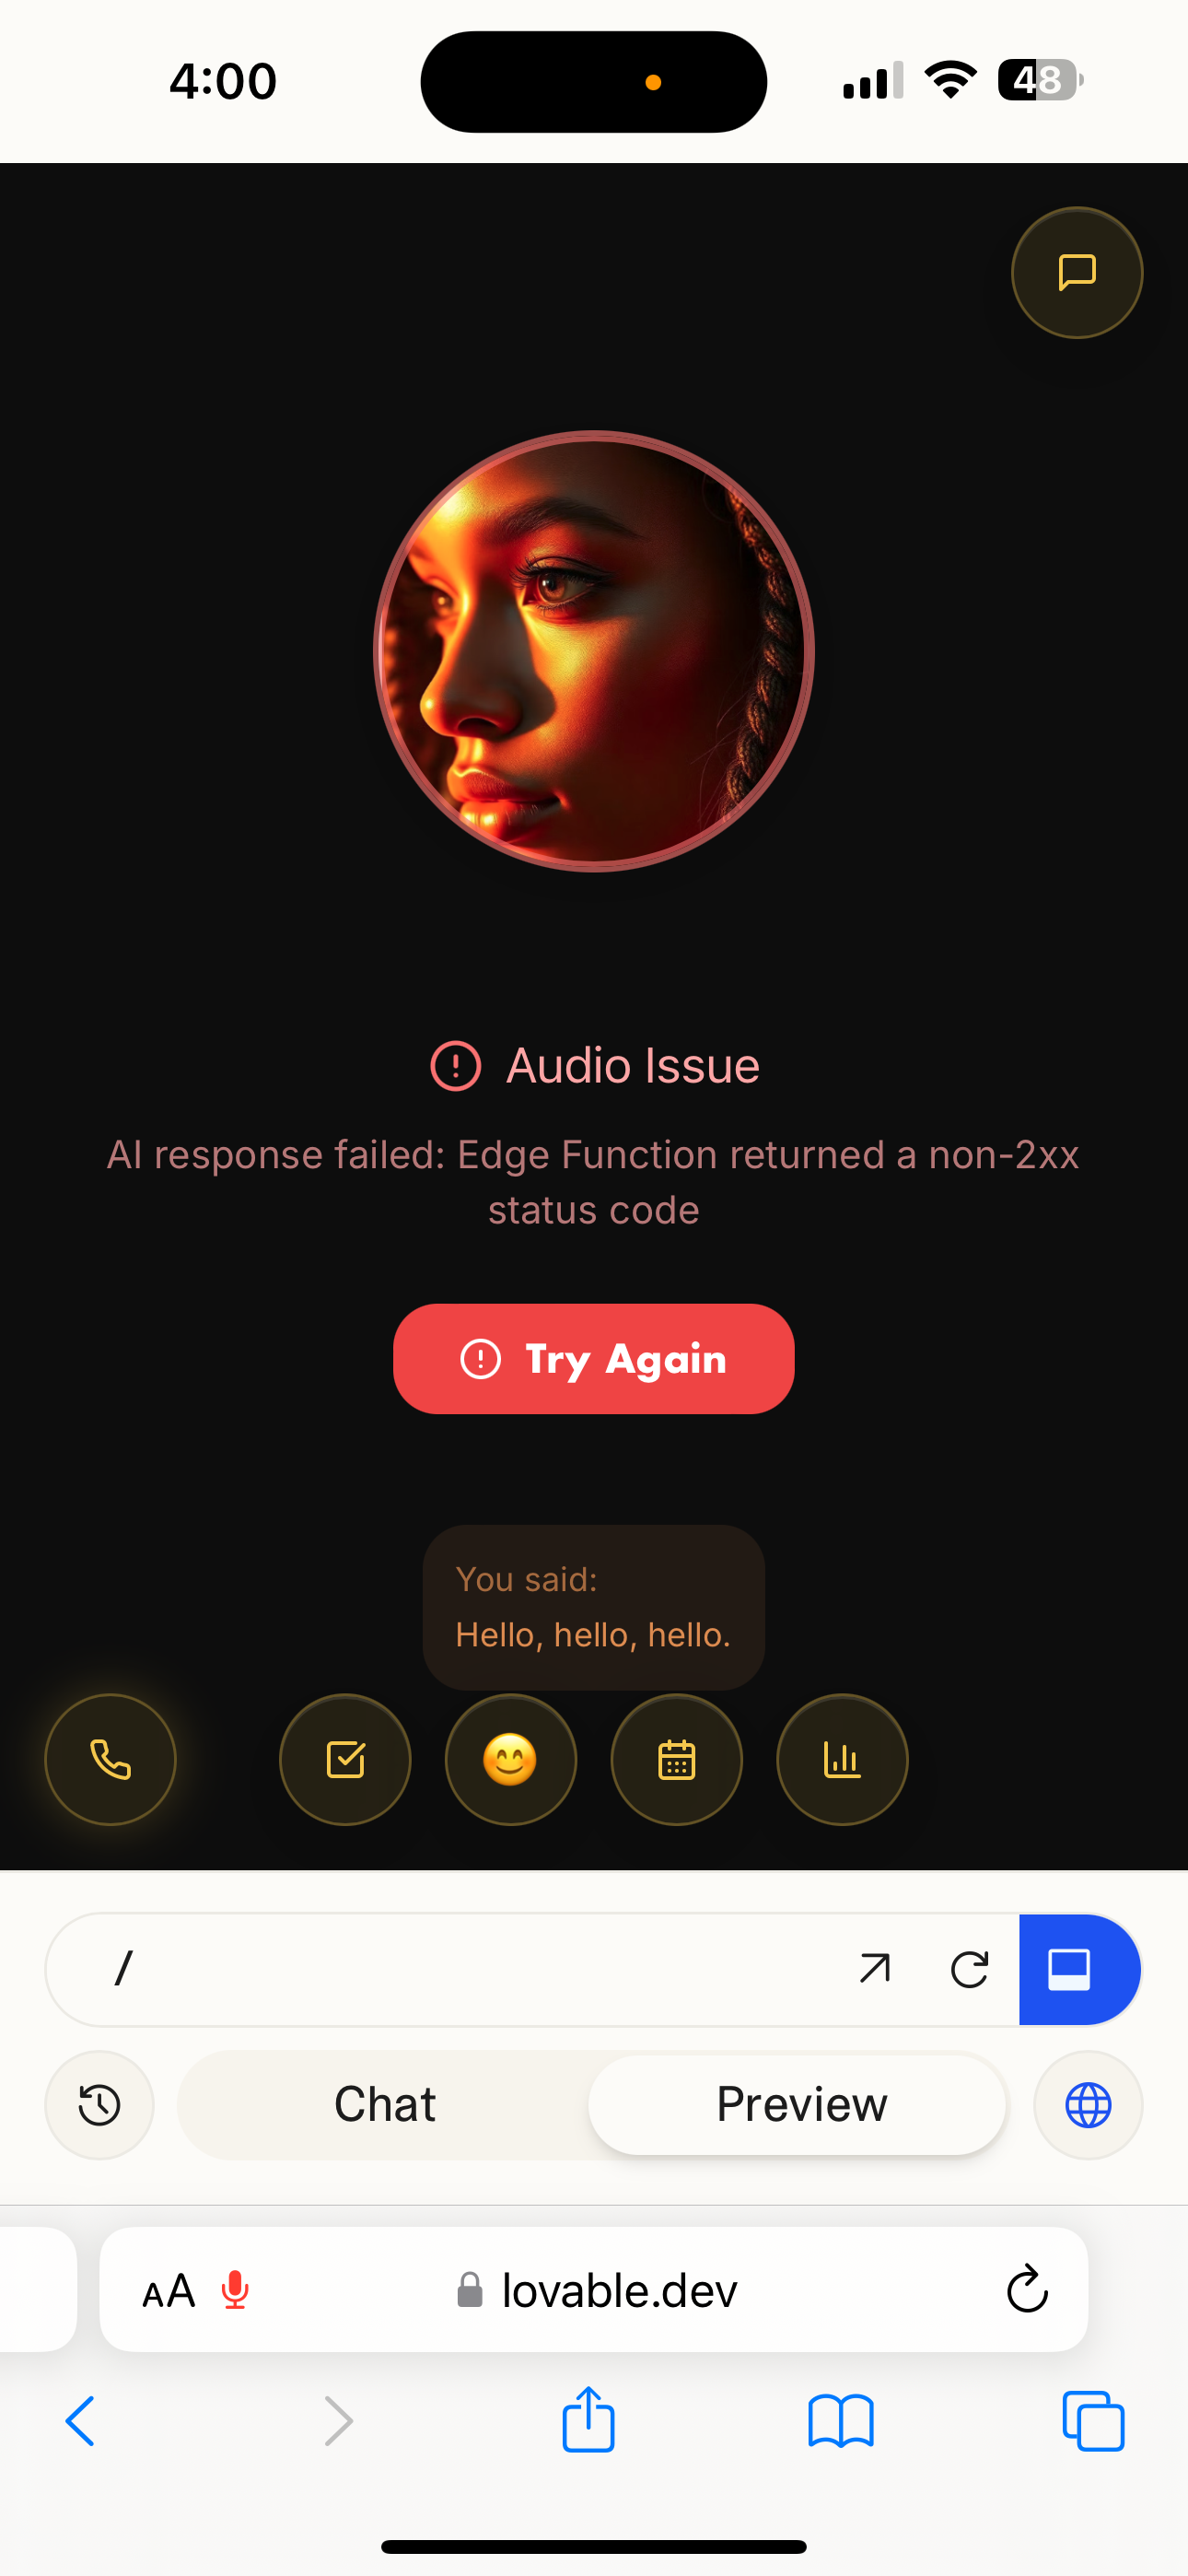 4:00
48
Audio Issue
AI response failed: Edge Function returned a non-2xx
status code
Try Again
You said:
Hello, hello, hello.
/
Chat
Preview
AA
lovable.dev